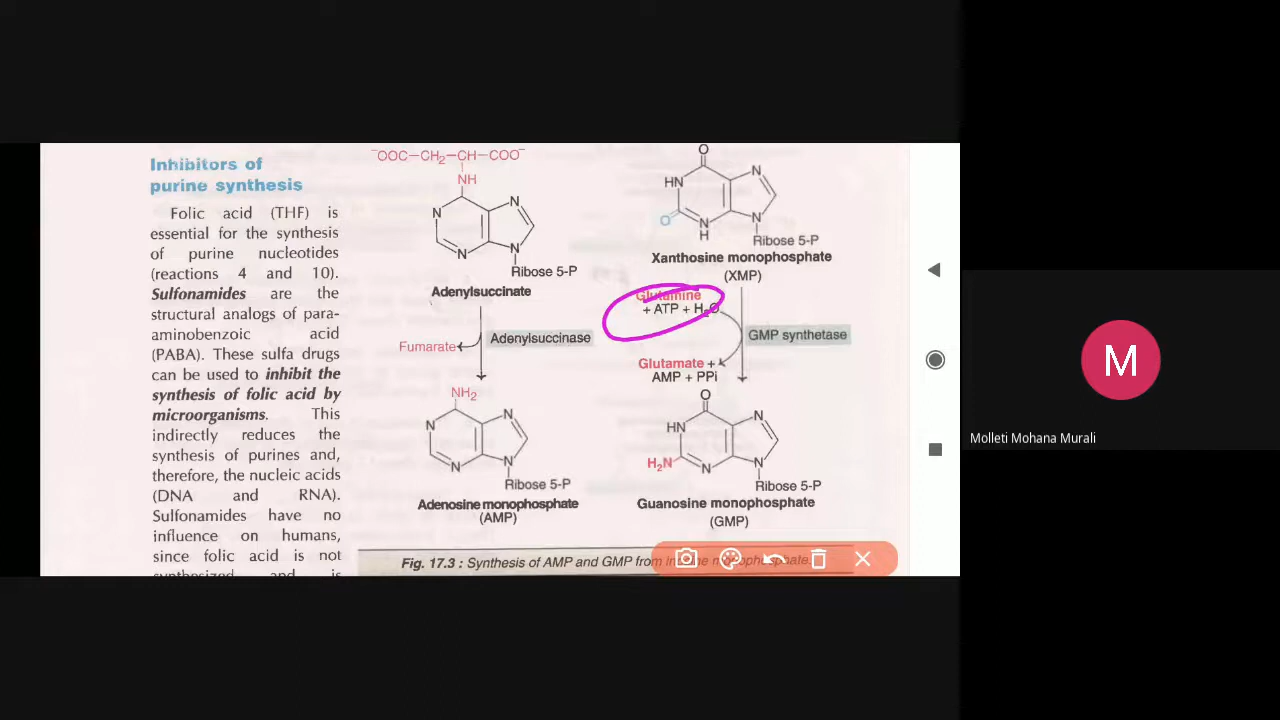 Inhibitors of
purine synthesis
Folic acid (THF) is
essential for the synthesis
of purine nucleotides
(reactions 4 and 10).
Sulfonamides are the
structural analogs of para-
aminobenzoic acid
(PABA). These sulfa drugs
can be used to inhibit the
synthesis of folic acid by
microorganisms. This
indirectly reduces the
synthesis of purines and,
therefore, the nucleic acids
(DNA and RNA).
Sulfonamides have no
influence on humans,
since folic acid is not
synthesized and is
⁻OOC–CH₂–CH–COO⁻
NH
N
N
N
N
Ribose 5-P
Adenylsuccinate
Fumarate
Adenylsuccinase
NH₂
N
N
N
N
Ribose 5-P
Adenosine monophosphate
(AMP)
O
HN
N
O
N
H
N
Ribose 5-P
Xanthosine monophosphate
(XMP)
Glutamine
+ ATP + H₂O
GMP synthetase
Glutamate +
AMP + PPi
O
HN
N
H₂N
N
N
Ribose 5-P
Guanosine monophosphate
(GMP)
Fig. 17.3 : Synthesis of AMP and GMP from inosine monophosphate.
M
Molleti Mohana Murali